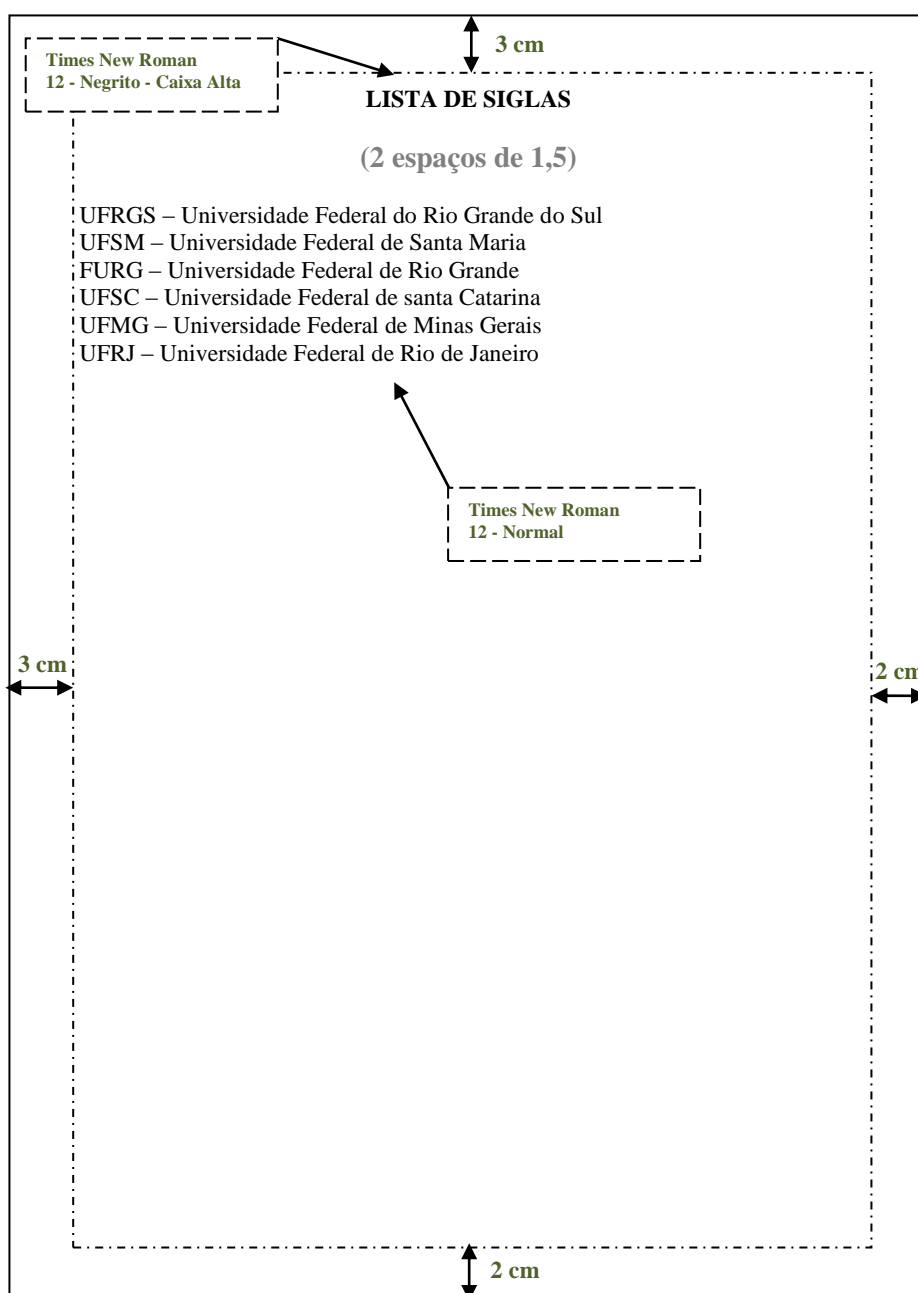 3 cm
Times New Roman
12 - Negrito - Caixa Alta
LISTA DE SIGLAS
(2 espaços de 1,5)
UFRGS – Universidade Federal do Rio Grande do Sul
UFSM – Universidade Federal de Santa Maria
FURG – Universidade Federal de Rio Grande
UFSC – Universidade Federal de santa Catarina
UFMG – Universidade Federal de Minas Gerais
UFRJ – Universidade Federal de Rio de Janeiro
Times New Roman
12 - Normal
3 cm
2 cm
2 cm